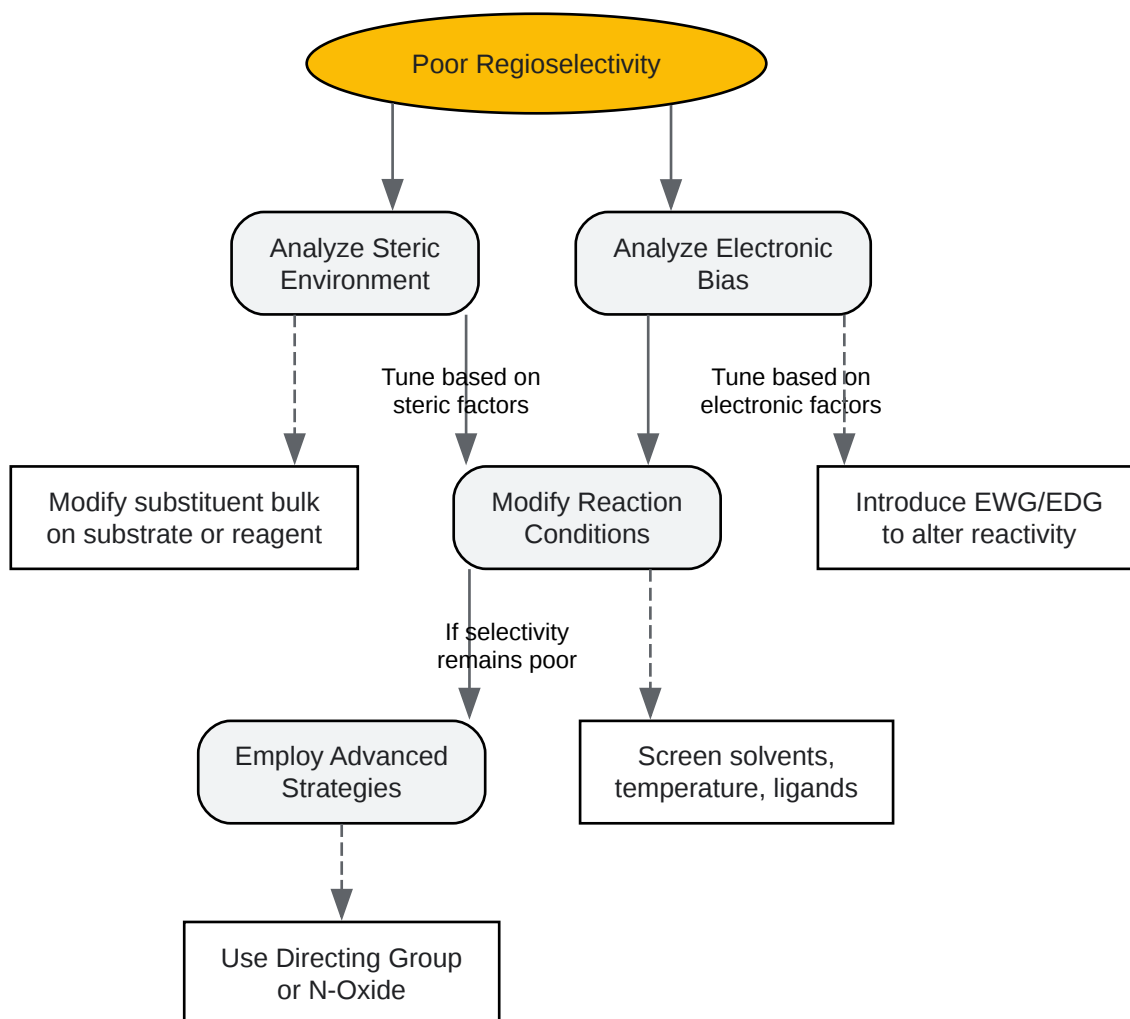 Poor Regioselectivity
Analyze Steric
Environment
Analyze Electronic
Bias
Tune based on
steric factors
Tune based on
electronic factors
Modify substituent bulk
on substrate or reagent
Modify Reaction
Conditions
Introduce EWG/EDG
to alter reactivity
If selectivity
remains poor
Employ Advanced
Strategies
Screen solvents,
temperature, ligands
Use Directing Group
or N-Oxide